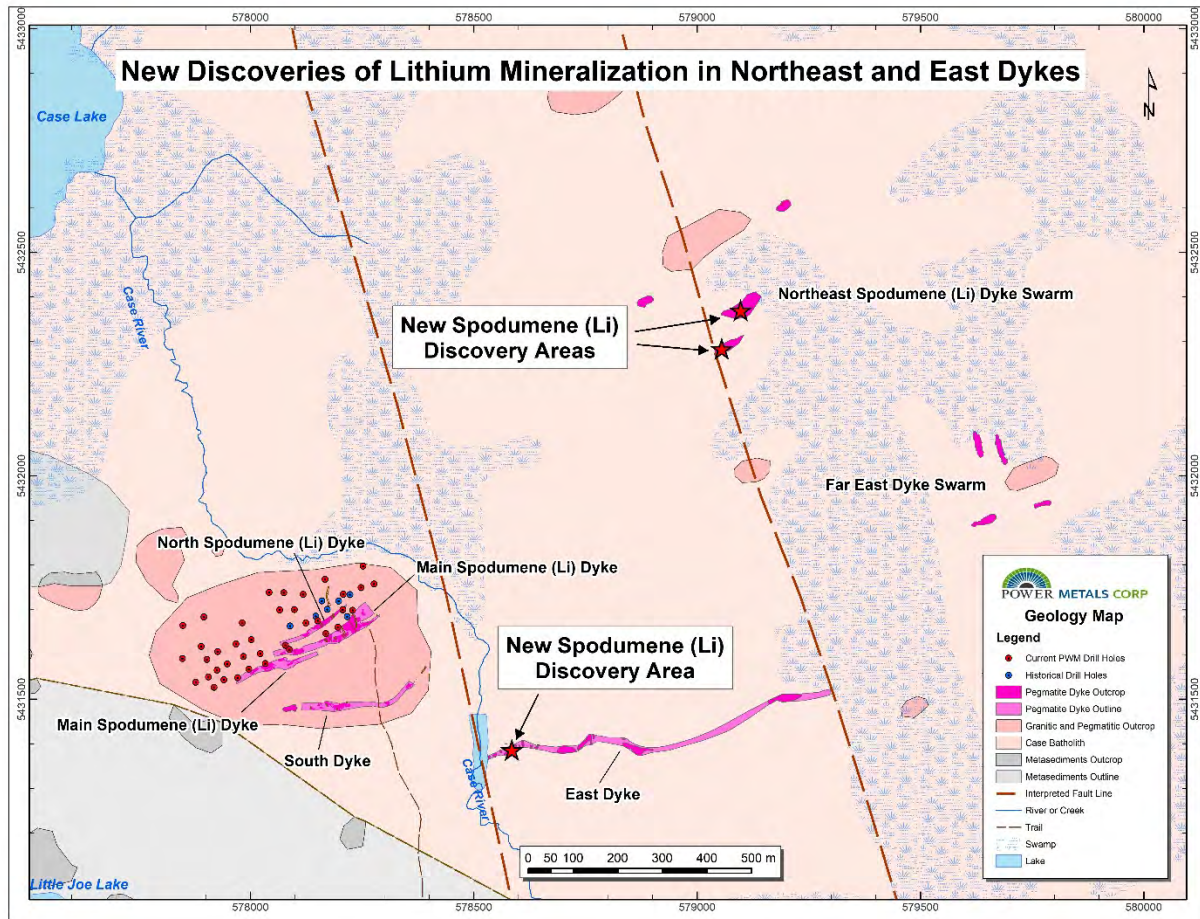 578000 578500 579000 579500 580000
5433000 5433000
New Discoveries of Lithium Mineralization in Northeast and East Dykes
Case Lake
N
5432500 5432500
Case River
Northeast Spodumene (Li) Dyke Swarm
New Spodumene (Li)
Discovery Areas
5432000 5432000
Far East Dyke Swarm
North Spodumene (Li) Dyke
Main Spodumene (Li) Dyke
New Spodumene (Li)
Discovery Area
5431500 5431500
Main Spodumene (Li) Dyke
South Dyke
East Dyke
Case River
Little Joe Lake
0 50 100 200 300 400 500 m
POWER METALS CORP
Geology Map
Legend
Current PWM Drill Holes
Historical Drill Holes
Pegmatite Dyke Outcrop
Pegmatite Dyke Outline
Granitic and Pegmatitic Outcrop
Case Batholith
Metasediments Outcrop
Metasediments Outline
Interpreted Fault Line
River or Creek
Trail
Swamp
Lake
578000 578500 579000 579500 580000